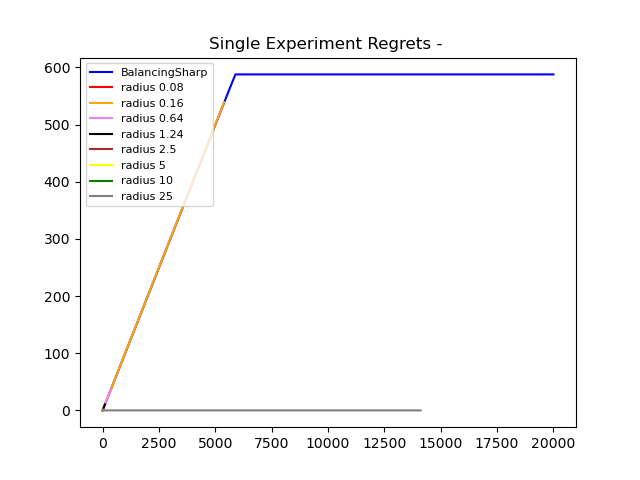 Single Experiment Regrets -
600
500
400
300
200
100
0
BalancingSharp
radius 0.08
radius 0.16
radius 0.64
radius 1.24
radius 2.5
radius 5
radius 10
radius 25
0 2500 5000 7500 10000 12500 15000 17500 20000